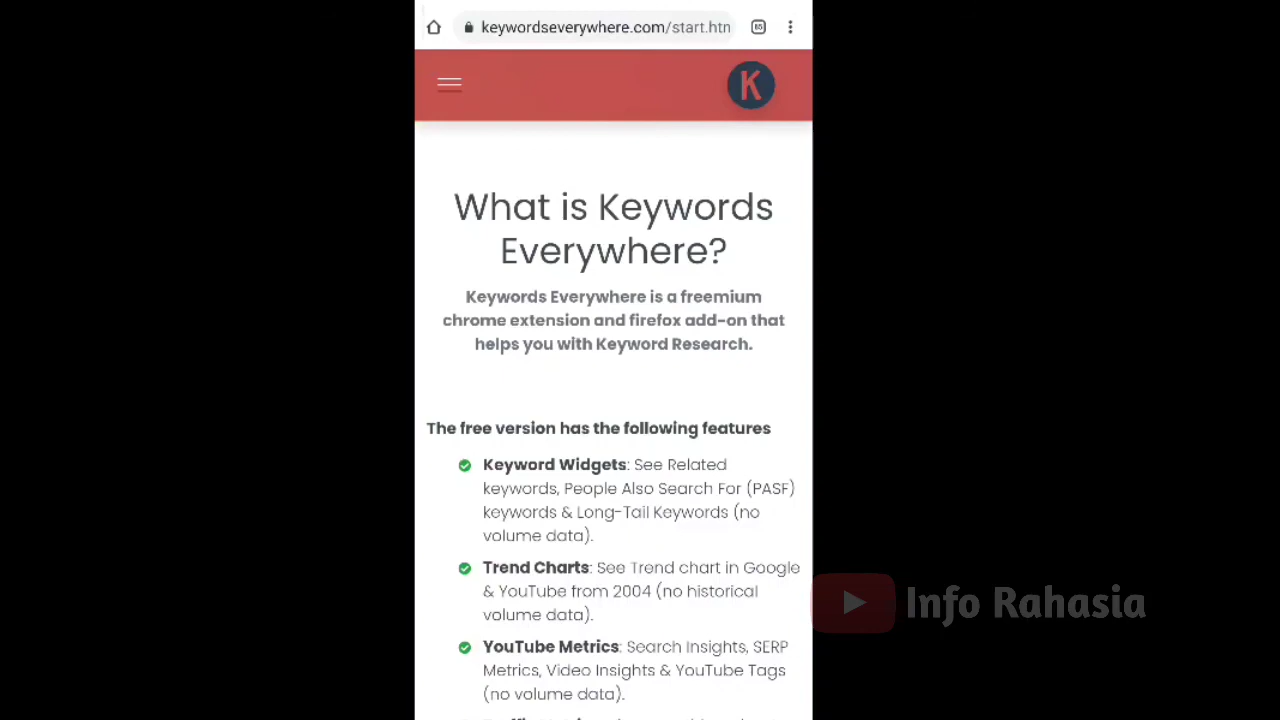 keywordseverywhere.com/start.htn
85
K
What is Keywords
Everywhere?
Keywords Everywhere is a freemium
chrome extension and firefox add-on that
helps you with Keyword Research.
The free version has the following features
Keyword Widgets: See Related
keywords, People Also Search For (PASF)
keywords & Long-Tail Keywords (no
volume data).
Trend Charts: See Trend chart in Google
& YouTube from 2004 (no historical
volume data).
YouTube Metrics: Search Insights, SERP
Metrics, Video Insights & YouTube Tags
(no volume data).
Info Rahasia